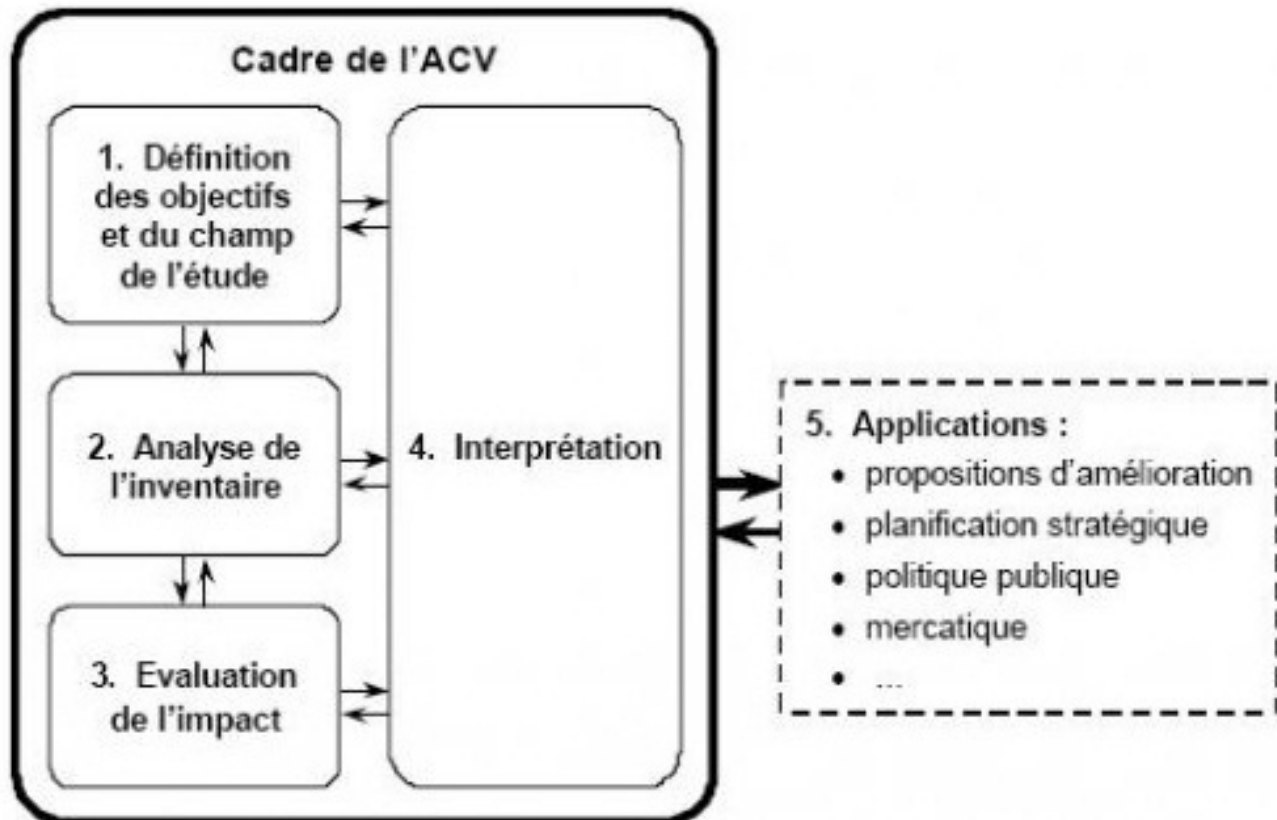 Cadre de l'ACV
1. Définition
des objectifs
et du champ
de l'étude
2. Analyse de
l'inventaire
3. Evaluation
de l'impact
4. Interprétation
5. Applications :
• propositions d'amélioration
• planification stratégique
• politique publique
• mercatique
• ...